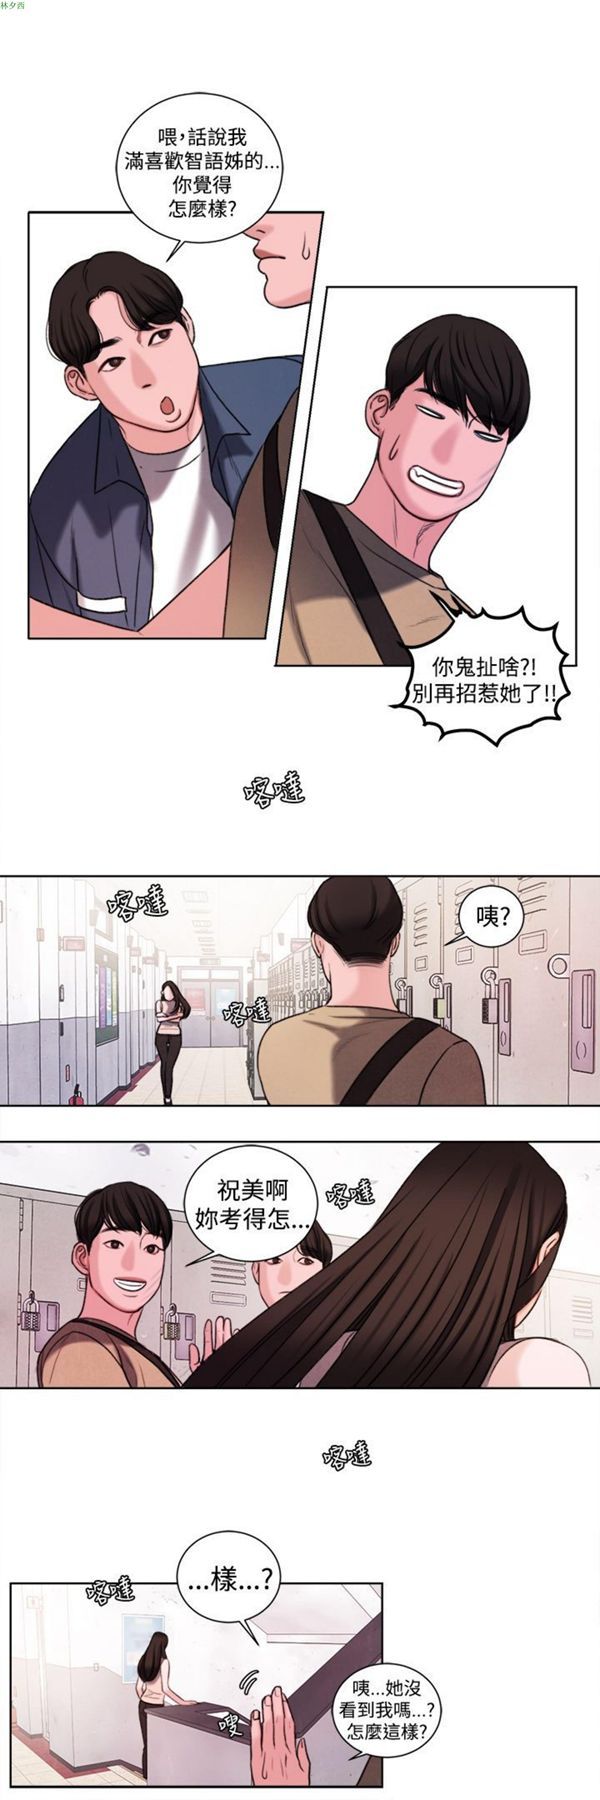 林夕西
喂，話說我
滿喜歡智語姊的...
你覺得
怎麼樣?
你鬼扯啥?!
別再招惹她了!!
喀噠
喀噠
咦?
喀噠
祝美啊
妳考得怎...
喀噠
喀噠
...樣...?
喀噠
嗖
咦...她沒
看到我嗎...?
怎麼這樣?